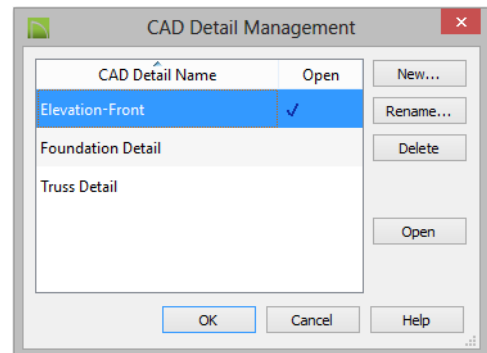 CAD Detail Management
CAD Detail Name Open New...
Elevation-Front ✓ Rename...
Foundation Detail Delete
Truss Detail
Open
OK Cancel Help